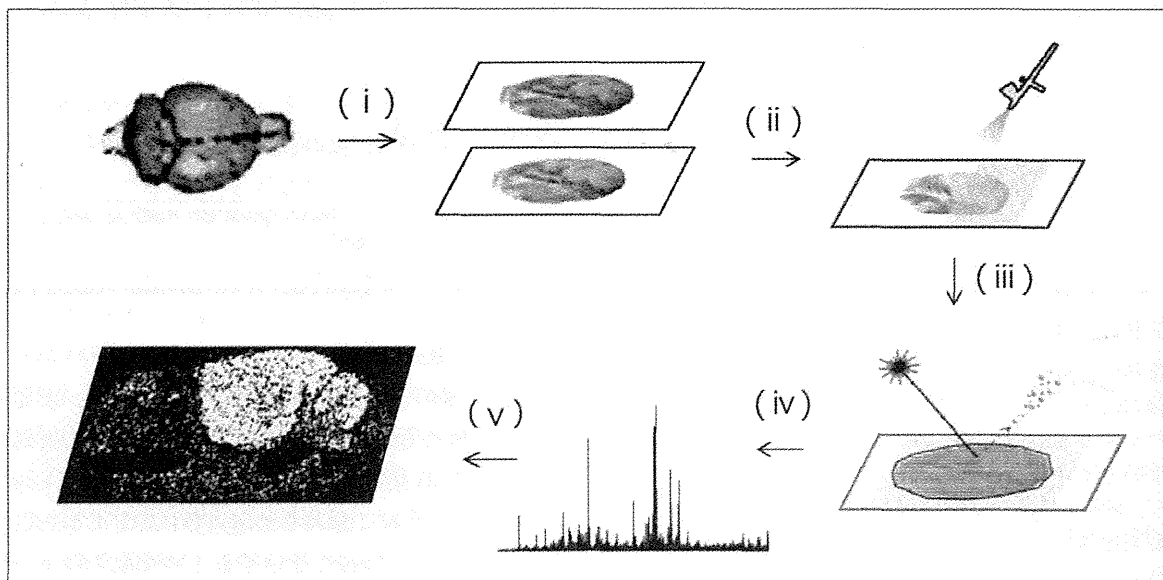 ( i )
( ii )
( iii )
( iv )
( v )